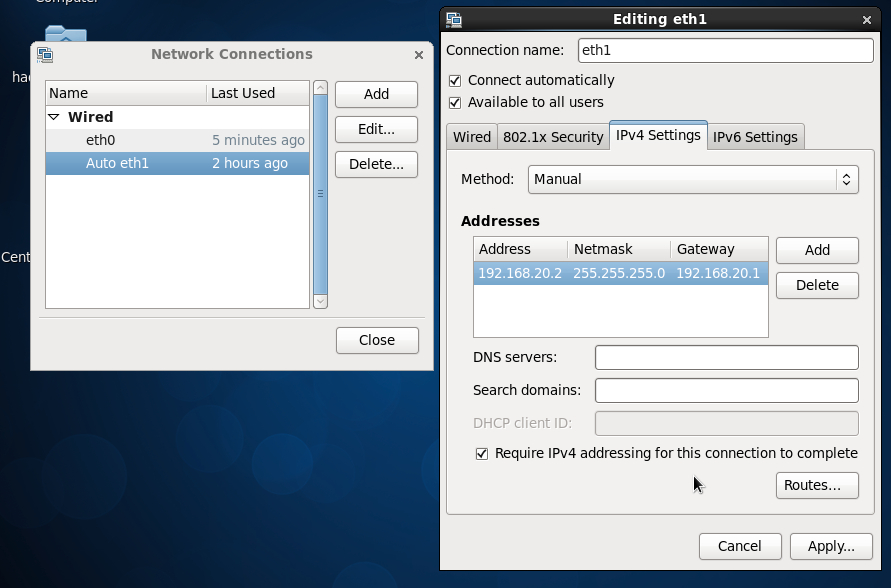 Computer
ha
Cent
Network Connections
Name Last Used
Wired
eth0 5 minutes ago
Auto eth1 2 hours ago
Add
Edit...
Delete...
Close
Editing eth1
Connection name: eth1
Connect automatically
Available to all users
Wired 802.1x Security IPv4 Settings IPv6 Settings
Method: Manual
Addresses
Address Netmask Gateway
192.168.20.2 255.255.255.0 192.168.20.1
Add
Delete
DNS servers:
Search domains:
DHCP client ID:
Require IPv4 addressing for this connection to complete
Routes...
Cancel Apply...